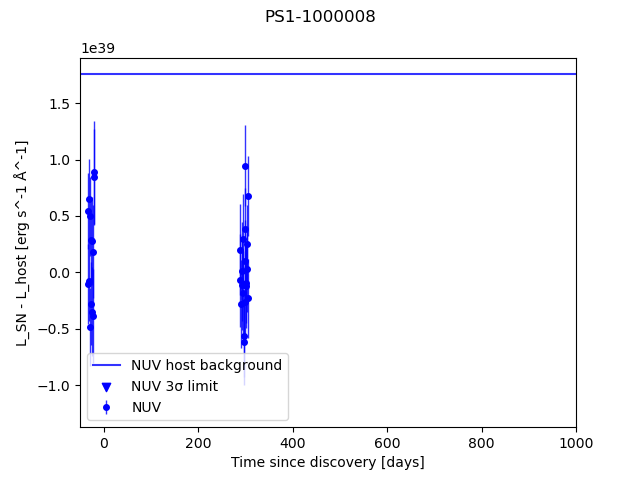 PS1-1000008
1e39
1.5
1.0
0.5
0.0
−0.5
−1.0
L_SN - L_host [erg s^-1 Å^-1]
NUV host background
NUV 3σ limit
NUV
0 200 400 600 800 1000
Time since discovery [days]